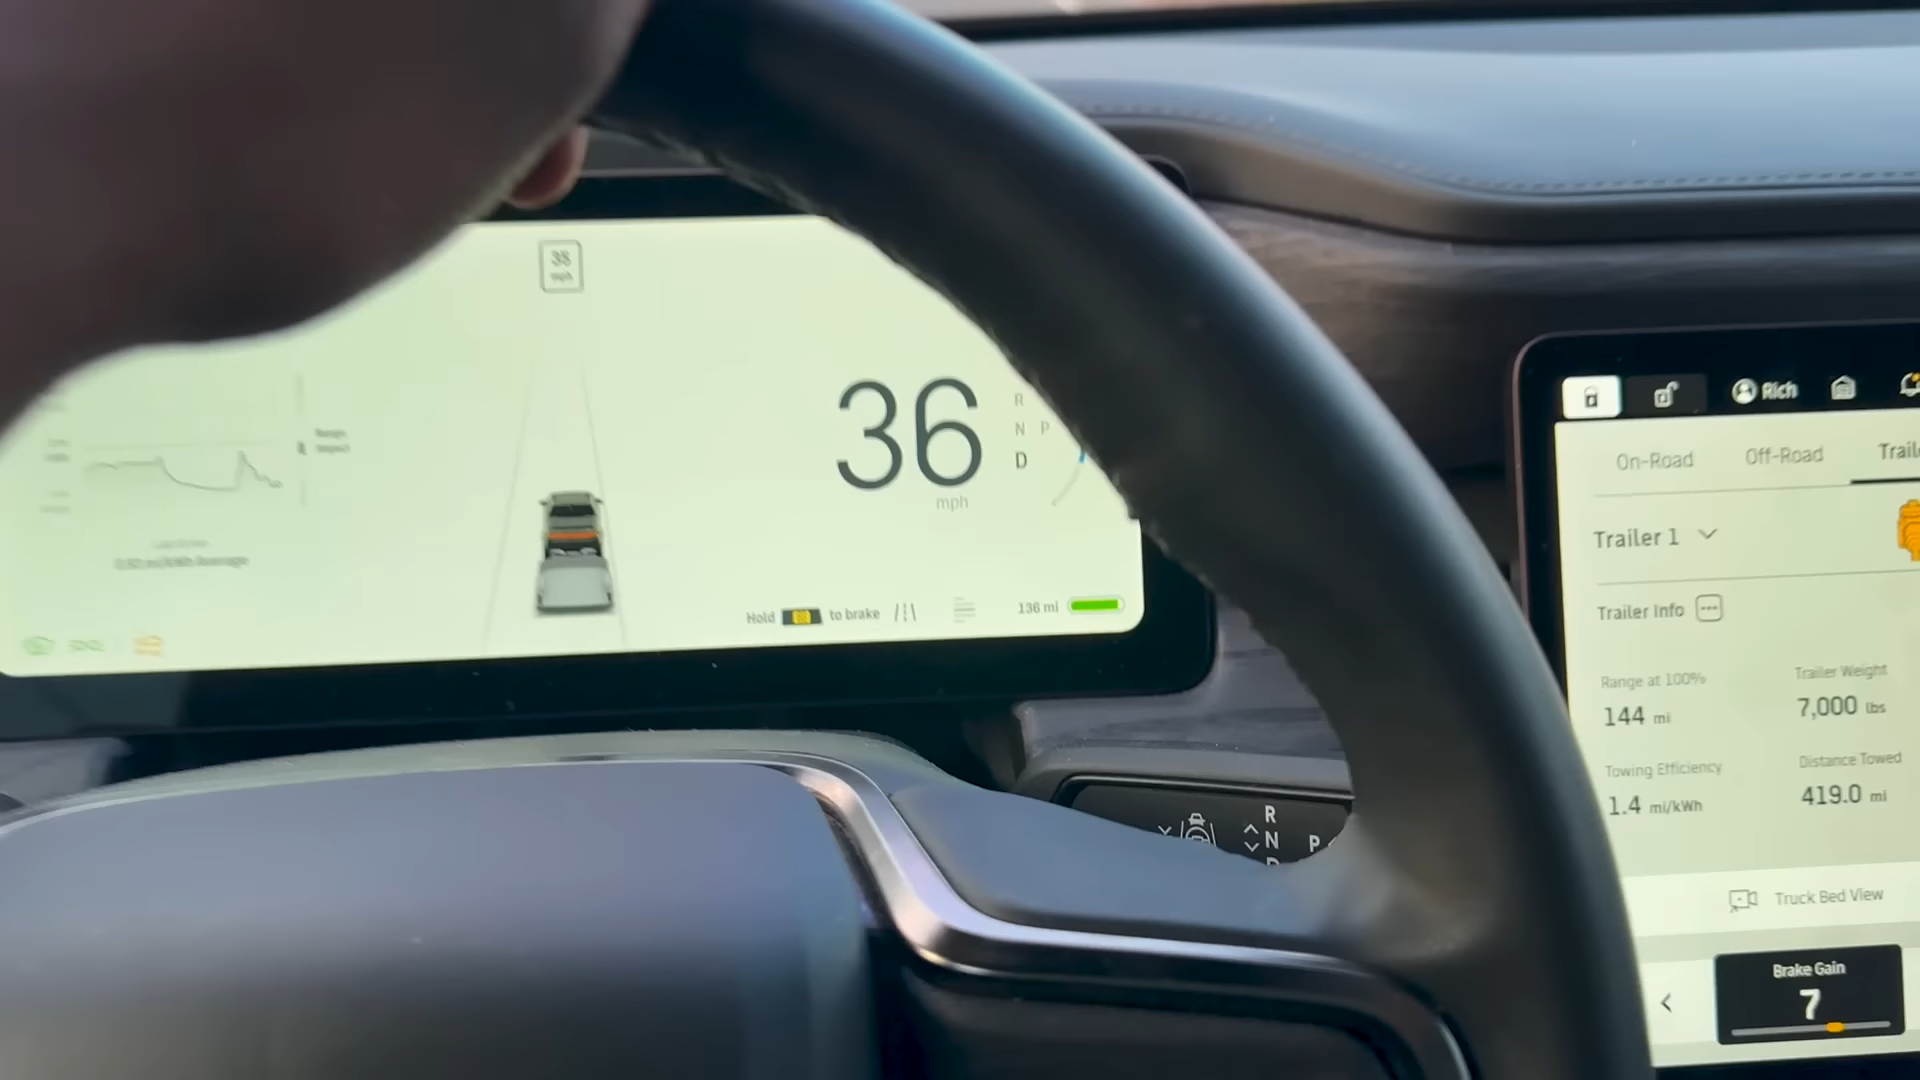 35
mph
36
mph
R
N P
D
Hold
to brake
136 mi
R
N
P
Rich
On-Road
Off-Road
Trailer 1
Trailer Info
Range at 100%
144 mi
Trailer Weight
7,000 lbs
Towing Efficiency
1.4 mi/kWh
Distance Towed
419.0 mi
Truck Bed View
Brake Gain
7